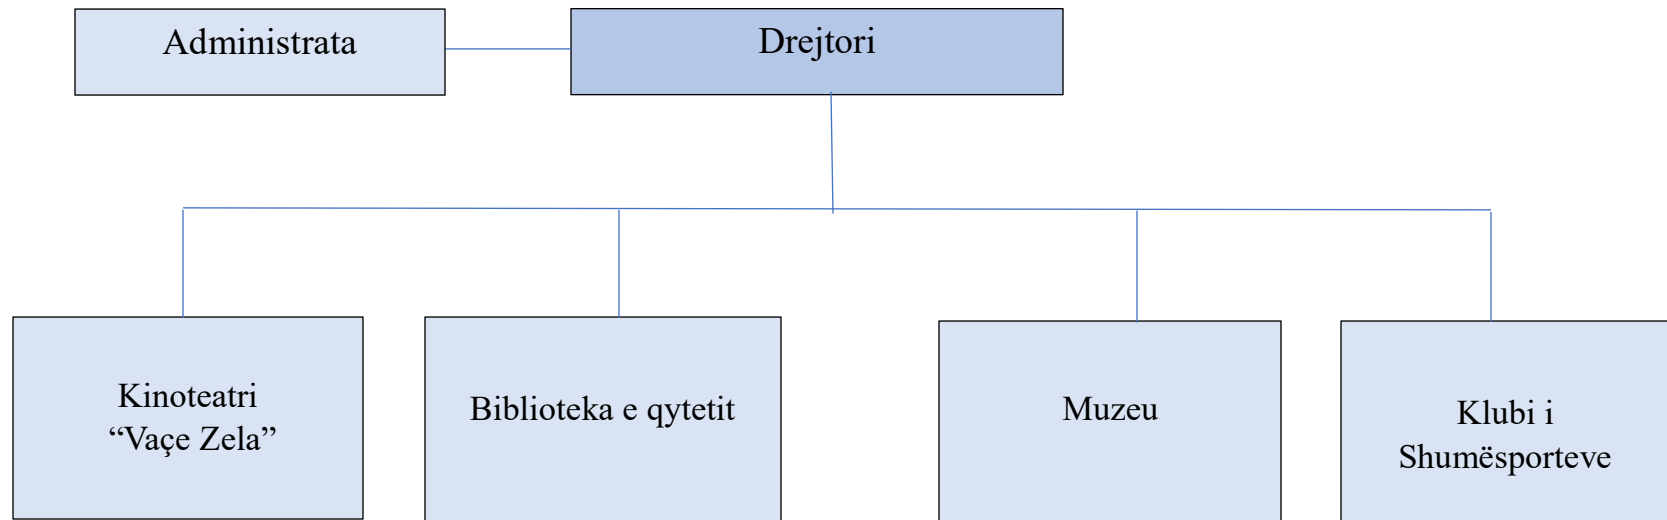 Administrata
Drejtori
Kinoteatri
“Vaçe Zela”
Biblioteka e qytetit
Muzeu
Klubi i
Shumësporteve